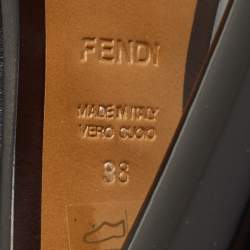 FENDI
MADE IN ITALY
VERO CUOIO
38